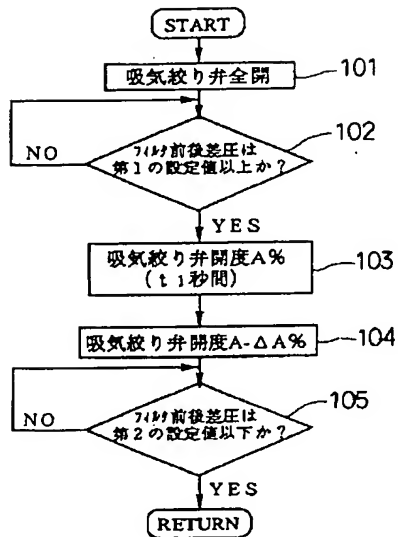 START
吸気絞り弁全開
101
フィルタ前後差圧は
第1の設定値以上か?
102
NO
YES
吸気絞り弁開度A%
(t1秒間)
103
吸気絞り弁開度A-ΔA%
104
フィルタ前後差圧は
第2の設定値以下か?
105
NO
YES
RETURN